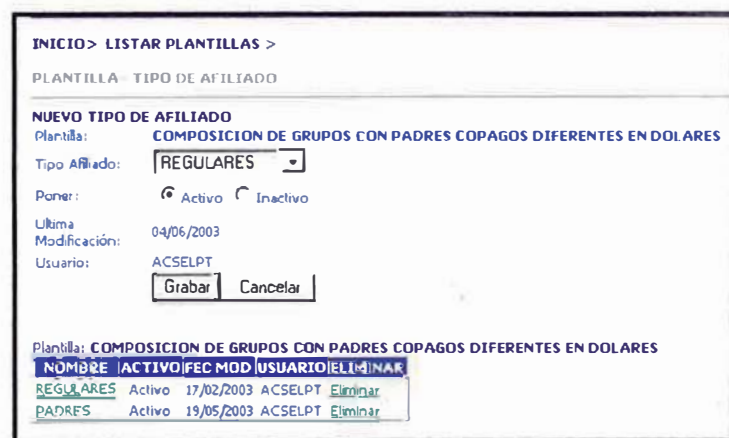 INICIO> LISTAR PLANTILLAS >
PLANTILLA TIPO DE AFILIADO
NUEVO TIPO DE AFILIADO
Plantilla: COMPOSICION DE GRUPOS CON PADRES COPAGOS DIFERENTES EN DOLARES
Tipo Afiliado: REGULARES
Poner: Activo Inactivo
Ultima
Modificación: 04/06/2003
Usuario: ACSELPT
Grabar Cancelar
Plantilla: COMPOSICION DE GRUPOS CON PADRES COPAGOS DIFERENTES EN DOLARES
NOMBRE ACTIVO FEC MOD USUARIO ELIMINAR
REGULARES Activo 17/02/2003 ACSELPT Eliminar
PADRES Activo 19/05/2003 ACSELPT Eliminar